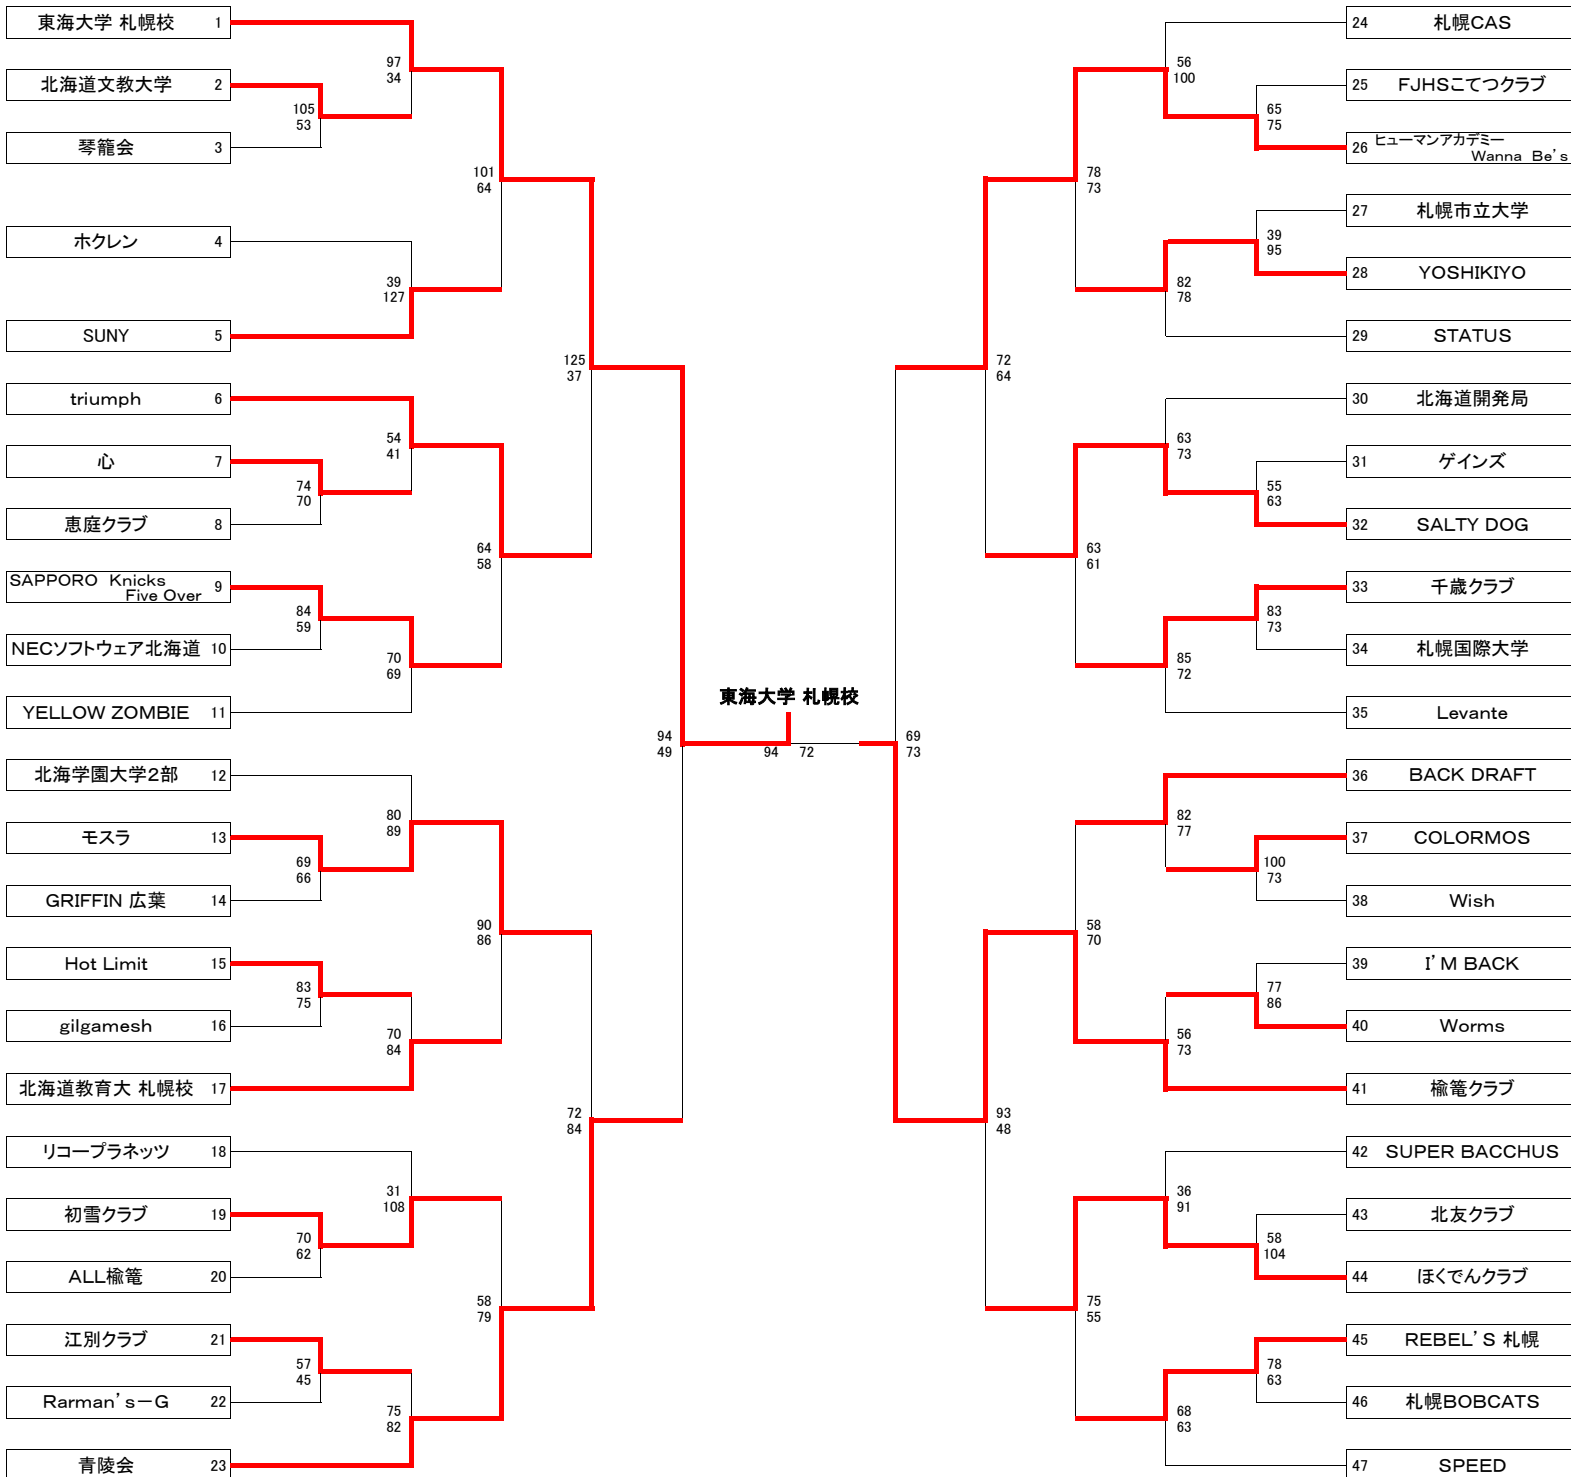 東海大学 札幌校 1
97
34
北海道文教大学 2
105
53
琴籠会 3
101
64
ホクレン 4
39
127
SUNY 5
125
37
triumph 6
54
41
心 7
74
70
恵庭クラブ 8
64
58
SAPPORO Knicks
Five Over 9
84
59
NECソフトウェア北海道 10
70
69
YELLOW ZOMBIE 11
94
49
北海学園大学2部 12
80
89
モスラ 13
69
66
GRIFFIN 広葉 14
90
86
Hot Limit 15
83
75
gilgamesh 16
70
84
北海道教育大 札幌校 17
72
84
リコープラネッツ 18
31
108
初雪クラブ 19
70
62
ALL楡篭 20
58
79
江別クラブ 21
57
45
Rarman's-G 22
75
82
青陵会 23
東海大学 札幌校
94 72
24 札幌CAS
56
100
25 FJHSこてつクラブ
65
75
26 ヒューマンアカデミー
Wanna Be's
78
73
27 札幌市立大学
39
95
28 YOSHIKIYO
82
78
29 STATUS
72
64
30 北海道開発局
63
73
31 ゲインズ
55
63
32 SALTY DOG
63
61
33 千歳クラブ
83
73
34 札幌国際大学
85
72
35 Levante
69
73
36 BACK DRAFT
82
77
37 COLORMOS
100
73
38 Wish
58
70
39 I'M BACK
77
86
40 Worms
56
73
41 楡篭クラブ
93
48
42 SUPER BACCHUS
36
91
43 北友クラブ
58
104
44 ほくでんクラブ
75
55
45 REBEL'S 札幌
78
63
46 札幌BOBCATS
68
63
47 SPEED